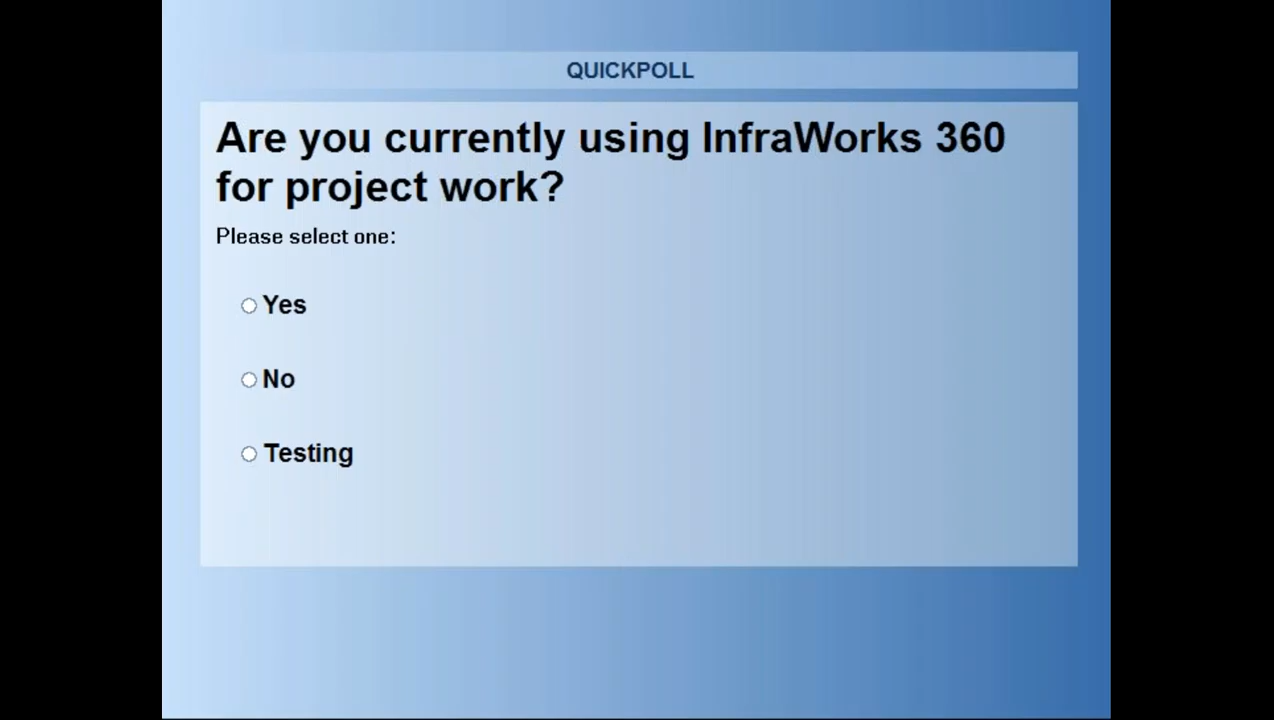 QUICKPOLL
Are you currently using InfraWorks 360
for project work?
Please select one:
Yes
No
Testing